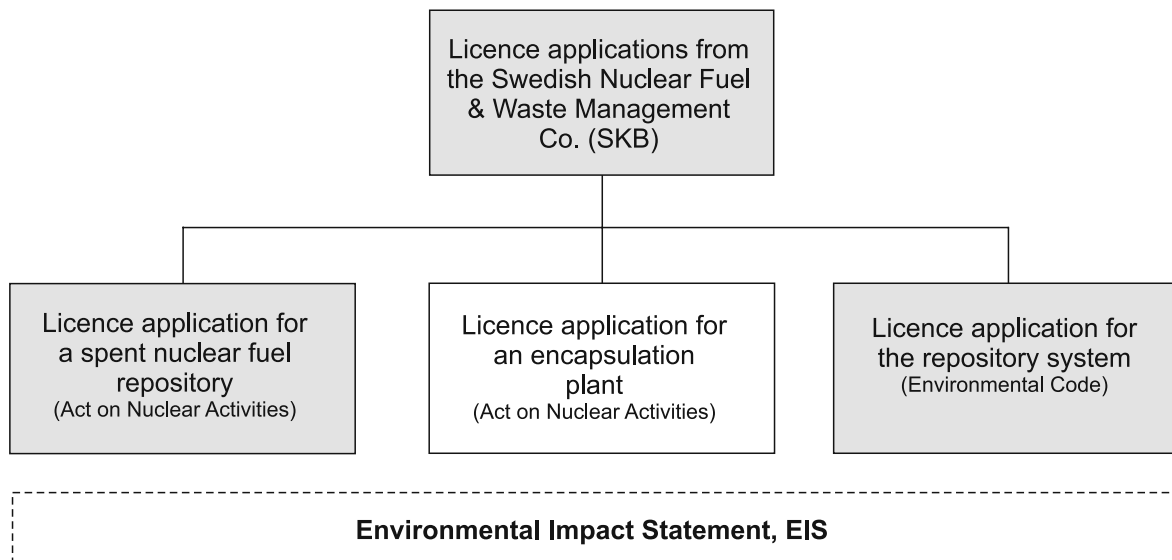 Licence applications from
the Swedish Nuclear Fuel
& Waste Management
Co. (SKB)
Licence application for
a spent nuclear fuel
repository
(Act on Nuclear Activities)
Licence application for
an encapsulation
plant
(Act on Nuclear Activities)
Licence application for
the repository system
(Environmental Code)
Environmental Impact Statement, EIS